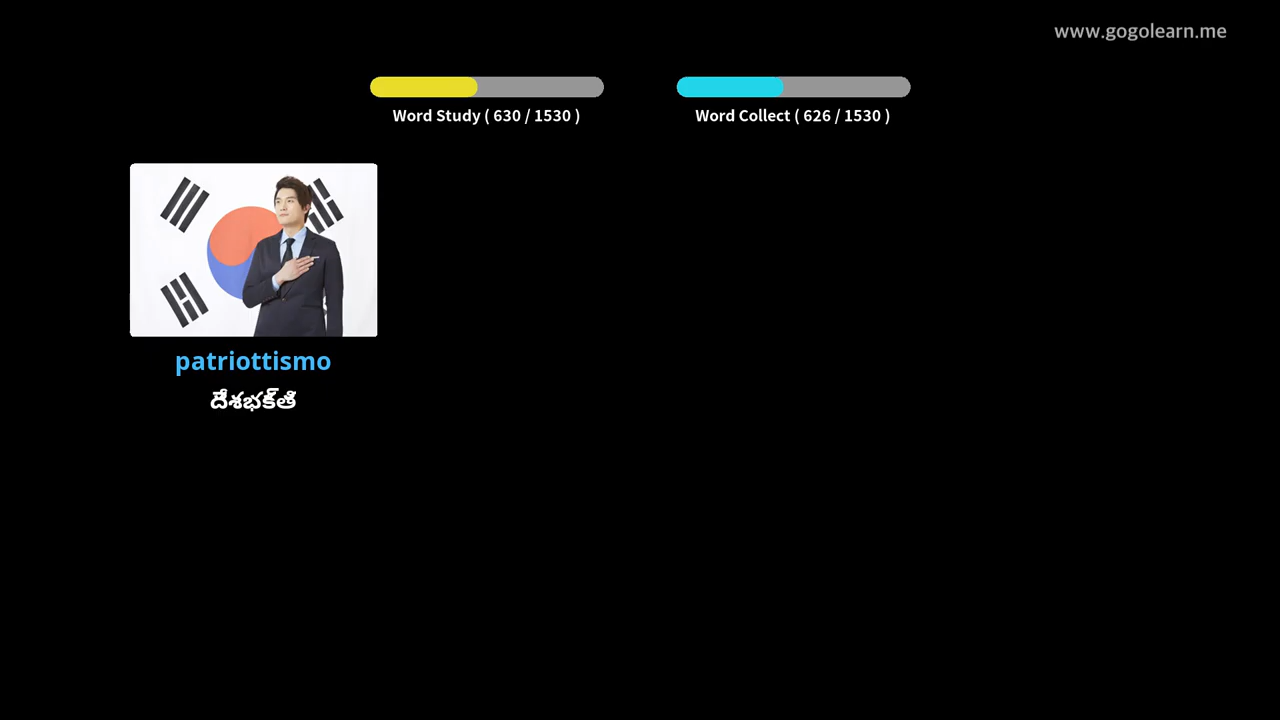 www.gogolearn.me
Word Study ( 630 / 1530 )
Word Collect ( 626 / 1530 )
patriottismo
దేశభక్తి